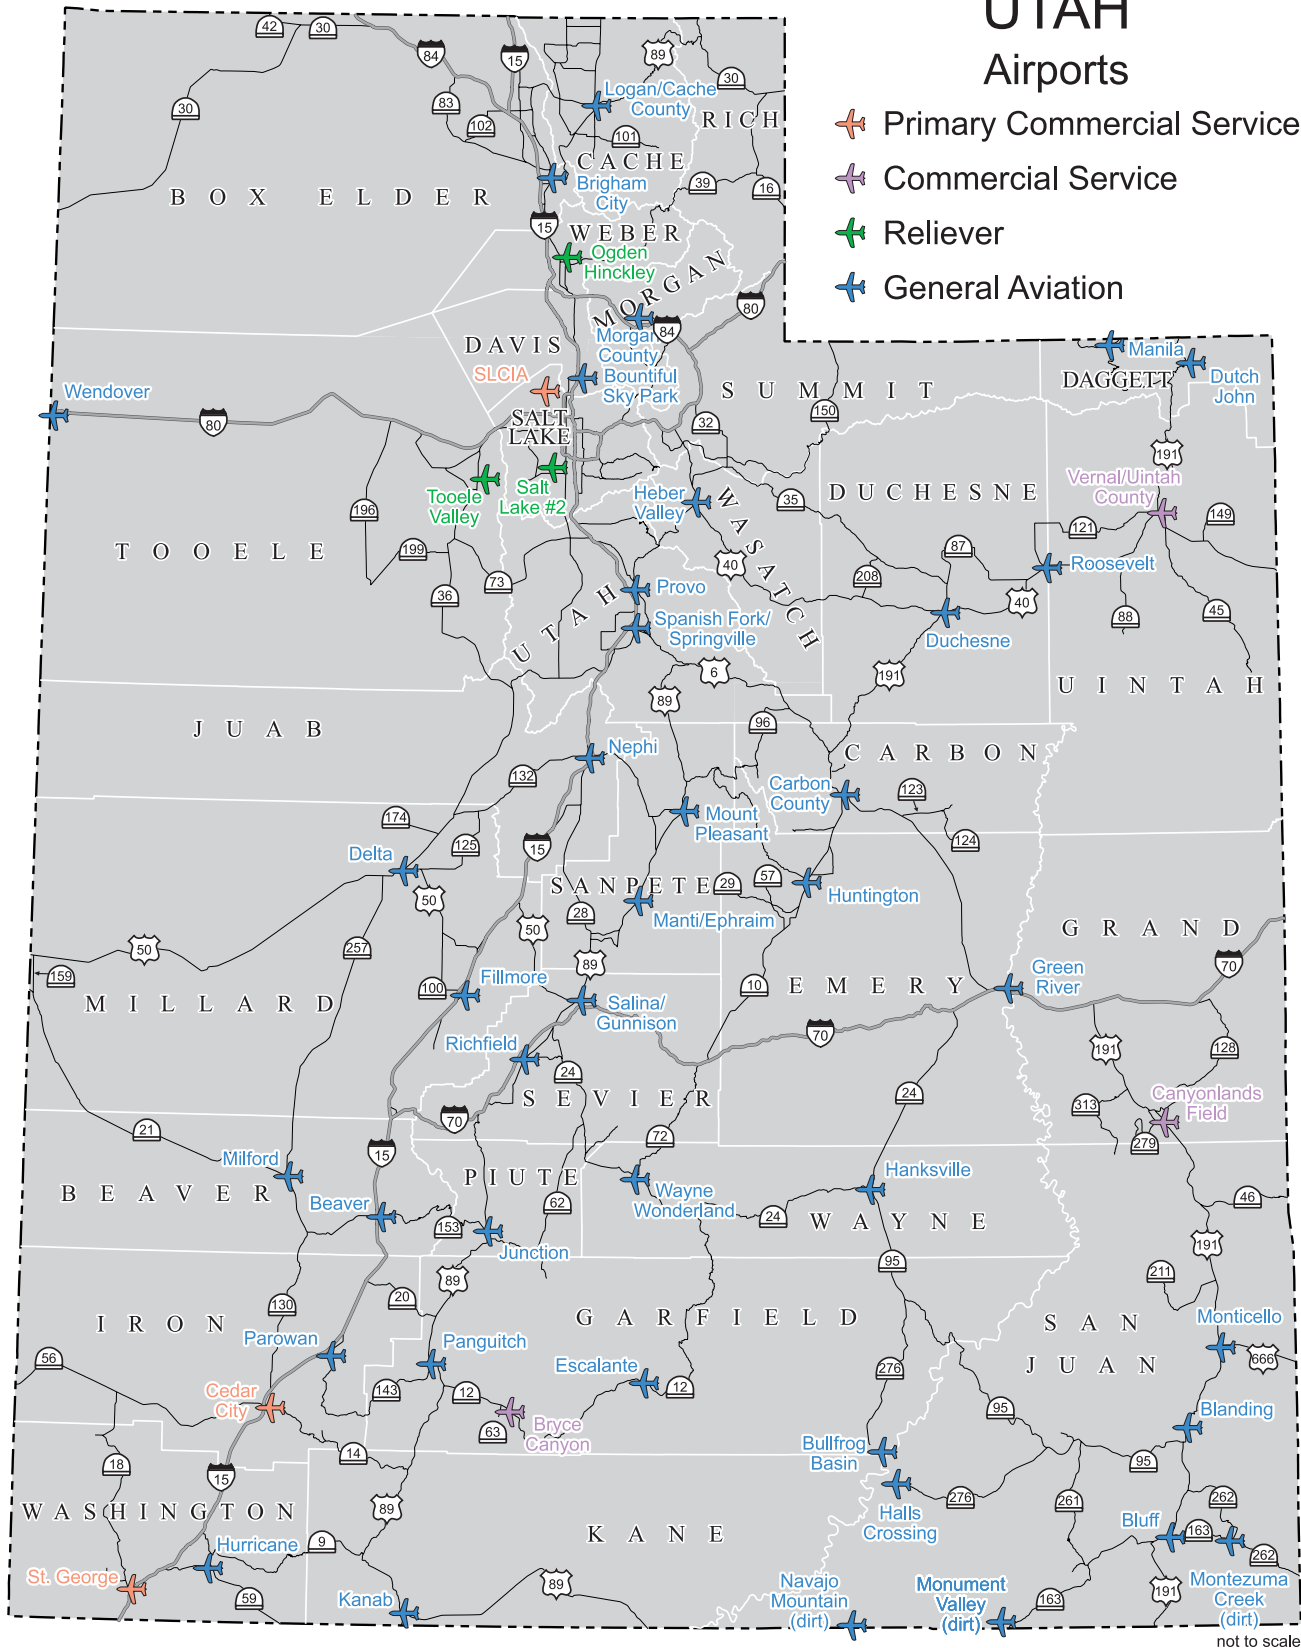 UTAH
Airports
Primary Commercial Service
Commercial Service
Reliever
General Aviation
42
30
84
15
89
30
Logan/Cache
County
30
83
102
RICH
101
CACHE
Brigham
City
39
16
BOX ELDER
15
WEBER
Ogden
Hinckley
MORGAN
80
84
Morgan
County
DAVIS
SLCIA
Bountiful
Sky Park
SUMMIT
Manila
DAGGETT
Dutch
John
Wendover
80
SALT
LAKE
32
150
191
Vernal/Uintah
County
Tooele
Valley
Salt
Lake #2
Heber
Valley
WASATCH
35
DUCHESNE
196
121
149
TOOELE
199
73
36
40
87
208
Roosevelt
40
88
45
UTAH
Provo
Spanish Fork/
Springville
Duchesne
6
89
191
UINTAH
JUAB
96
Nephi
CARBON
132
Carbon
County
123
174
Mount
Pleasant
125
15
124
Delta
50
SANPETE
29
57
Huntington
28
Manti/Ephraim
50
257
50
GRAND
159
89
Fillmore
100
Green
River
70
MILLARD
Salina/
Gunnison
10
EMERY
70
Richfield
191
128
24
SEVIER
24
Canyonlands
Field
70
313
21
15
72
279
Milford
PIUTE
Hanksville
BEAVER
Beaver
Wayne
Wonderland
62
46
153
24
WAYNE
Junction
191
95
89
211
20
130
GARFIELD
SAN
JUAN
IRON
Parowan
Panguitch
Monticello
56
Escalante
276
666
143
12
12
Cedar
City
95
Blanding
63
Bryce
Canyon
Bullfrog
Basin
14
18
15
95
276
Halls
Crossing
261
262
WASHINGTON
89
KANE
Bluff
163
9
Hurricane
262
St. George
59
Kanab
89
Navajo
Mountain
(dirt)
Monument
Valley
(dirt)
163
191
Montezuma
Creek
(dirt)
not to scale